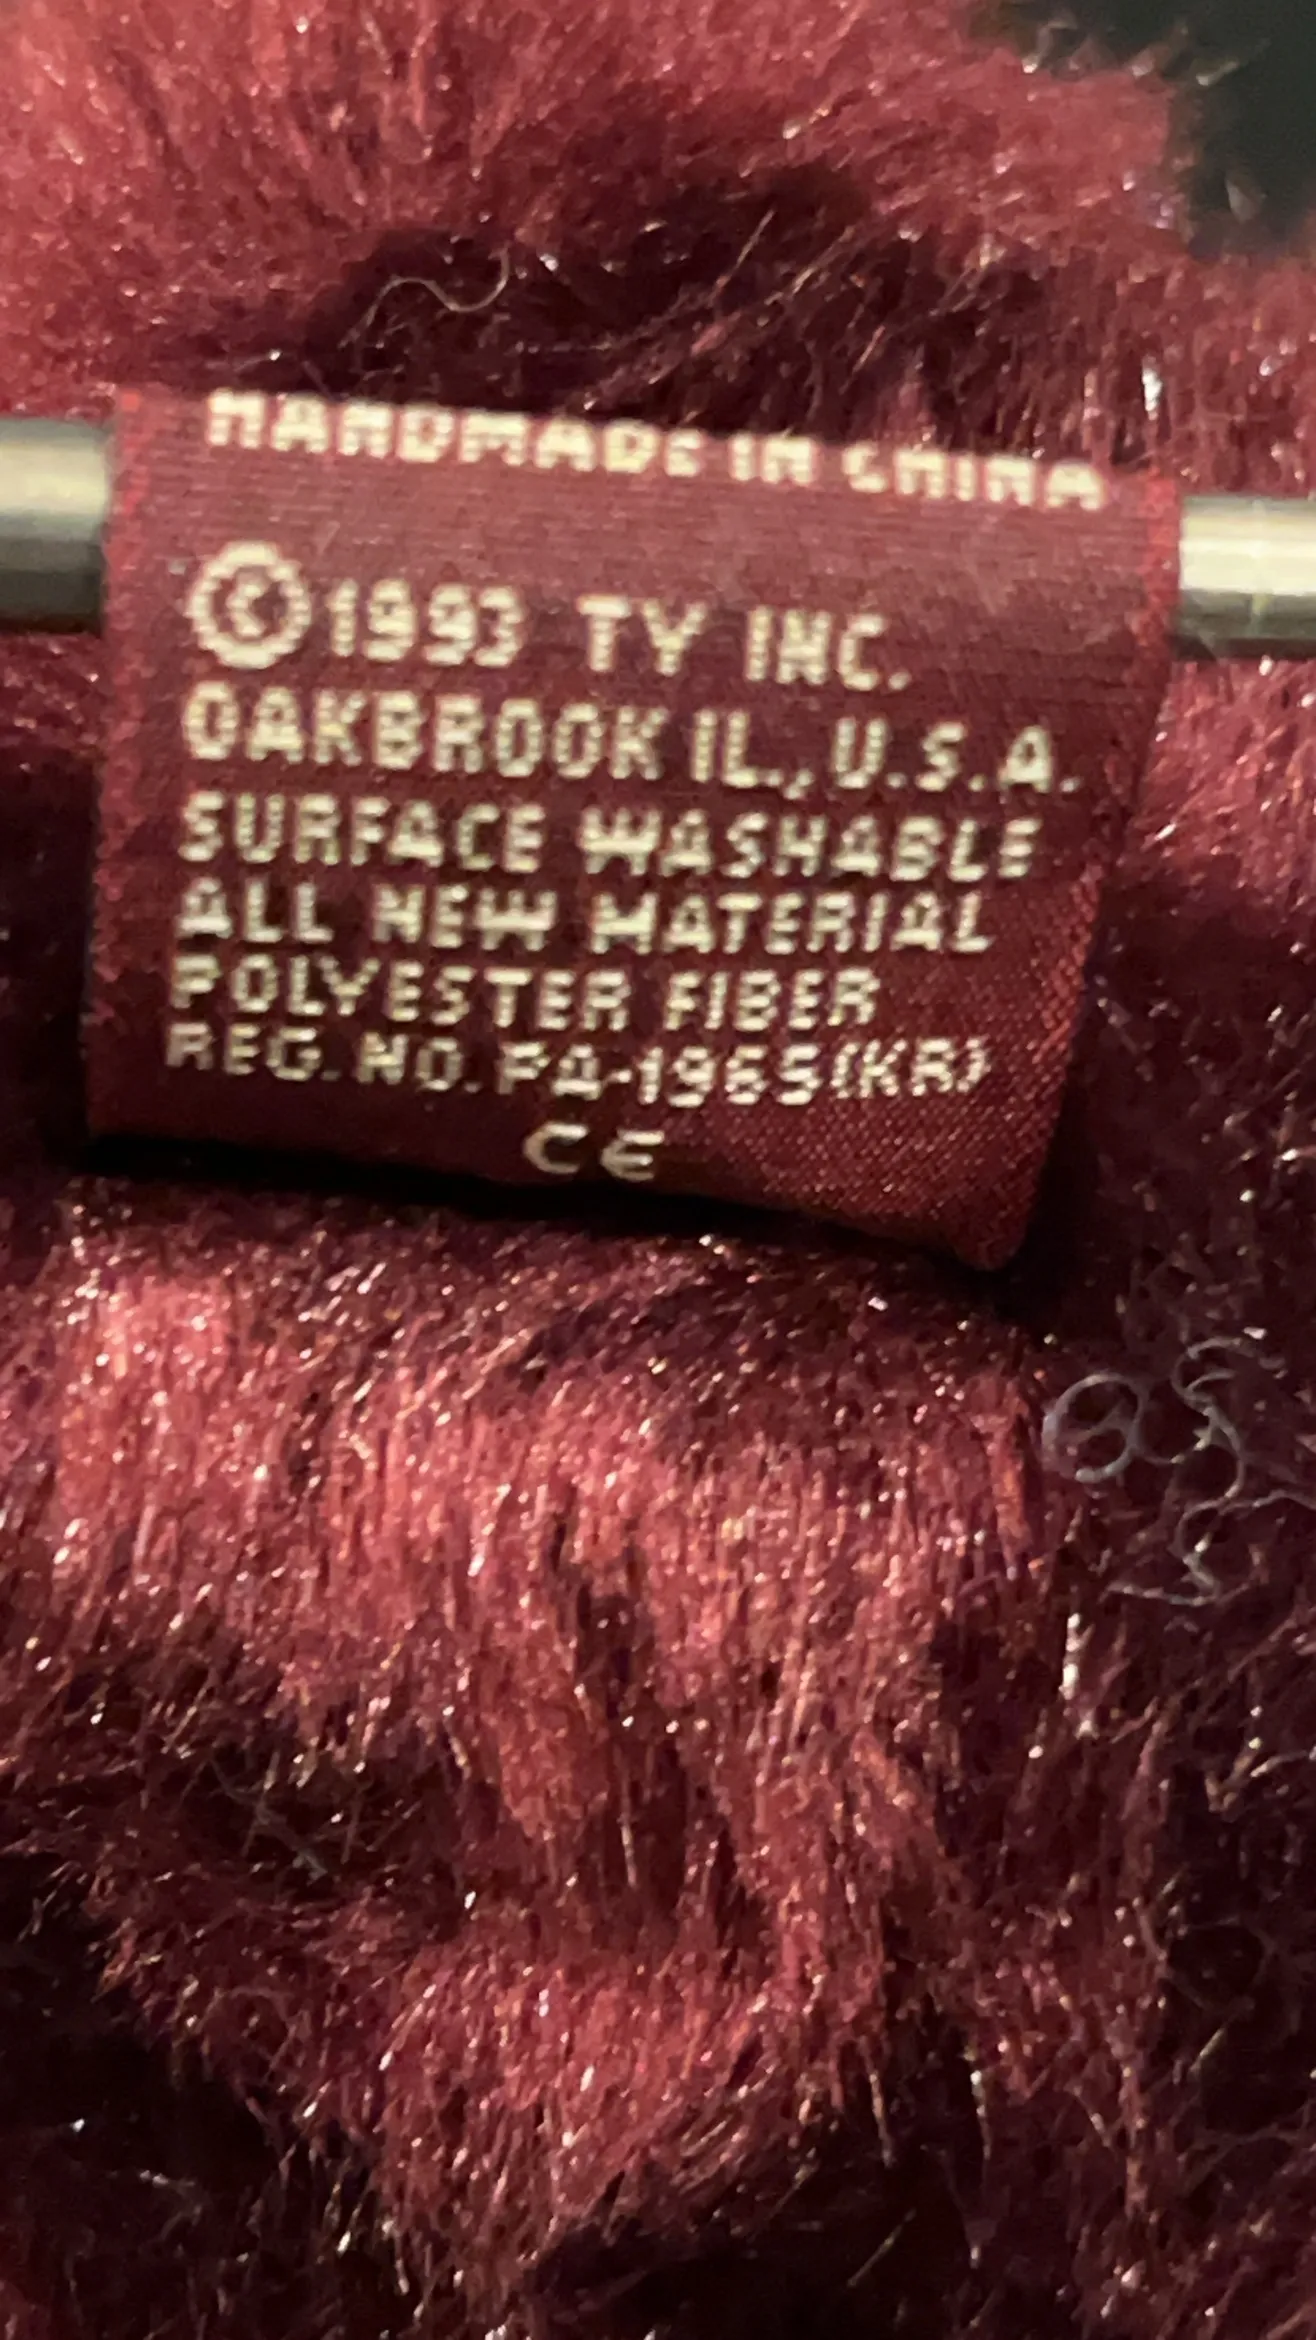 HANDMADE IN CHINA
©1993 TY INC.
OAKBROOK IL., U.S.A.
SURFACE WASHABLE
ALL NEW MATERIAL
POLYESTER FIBER
REG. NO. PA-1965(KR)
CE